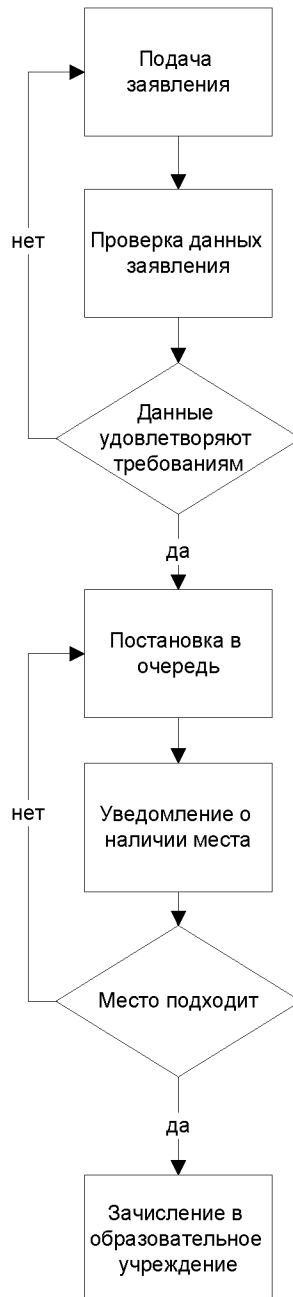 Подача
заявления
нет
Проверка данных
заявления
Данные
удовлетворяют
требованиям
да
Постановка в
очередь
нет
Уведомление о
наличии места
Место подходит
да
Зачисление в
образовательное
учреждение